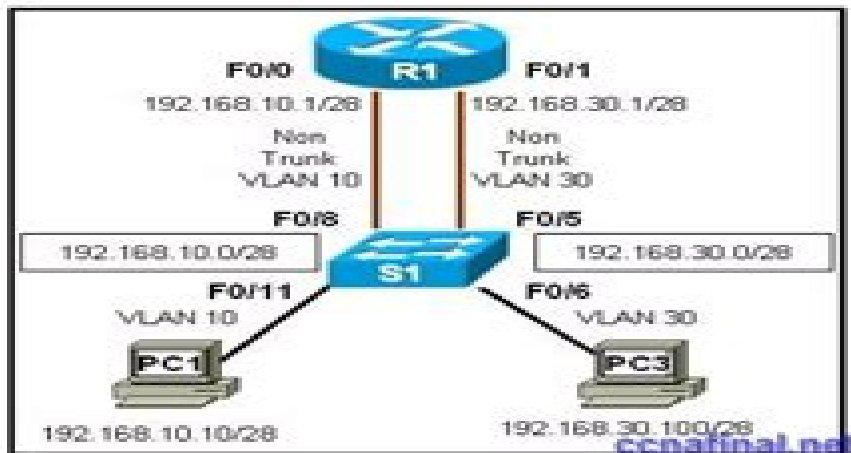 F0/0 R1 F0/1
192.168.10.1/28 192.168.30.1/28
Non Non
Trunk Trunk
VLAN 10 VLAN 30
F0/8 F0/5
192.168.10.0/28 192.168.30.0/28
S1
F0/11 F0/6
VLAN 10 VLAN 30
PC1 PC3
192.168.10.10/28 192.168.30.100/28
ccnafinal.net